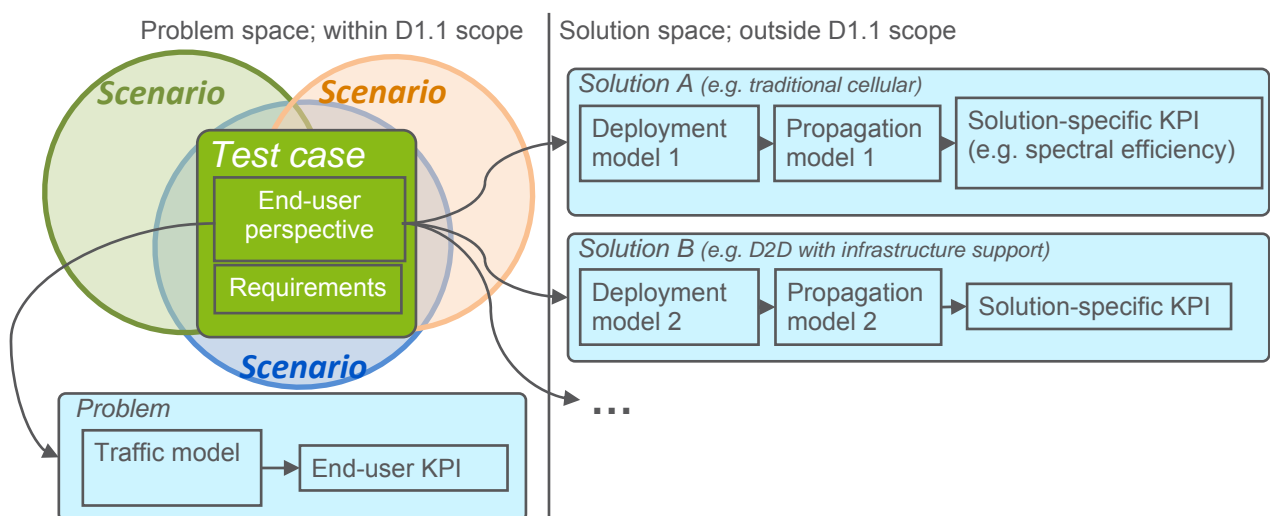 Problem space; within D1.1 scope
Solution space; outside D1.1 scope
Scenario
Scenario
Test case
End-user
perspective
Requirements
Scenario
Problem
Traffic model
End-user KPI
Solution A (e.g. traditional cellular)
Deployment
model 1
Propagation
model 1
Solution-specific KPI
(e.g. spectral efficiency)
Solution B (e.g. D2D with infrastructure support)
Deployment
model 2
Propagation
model 2
Solution-specific KPI
...